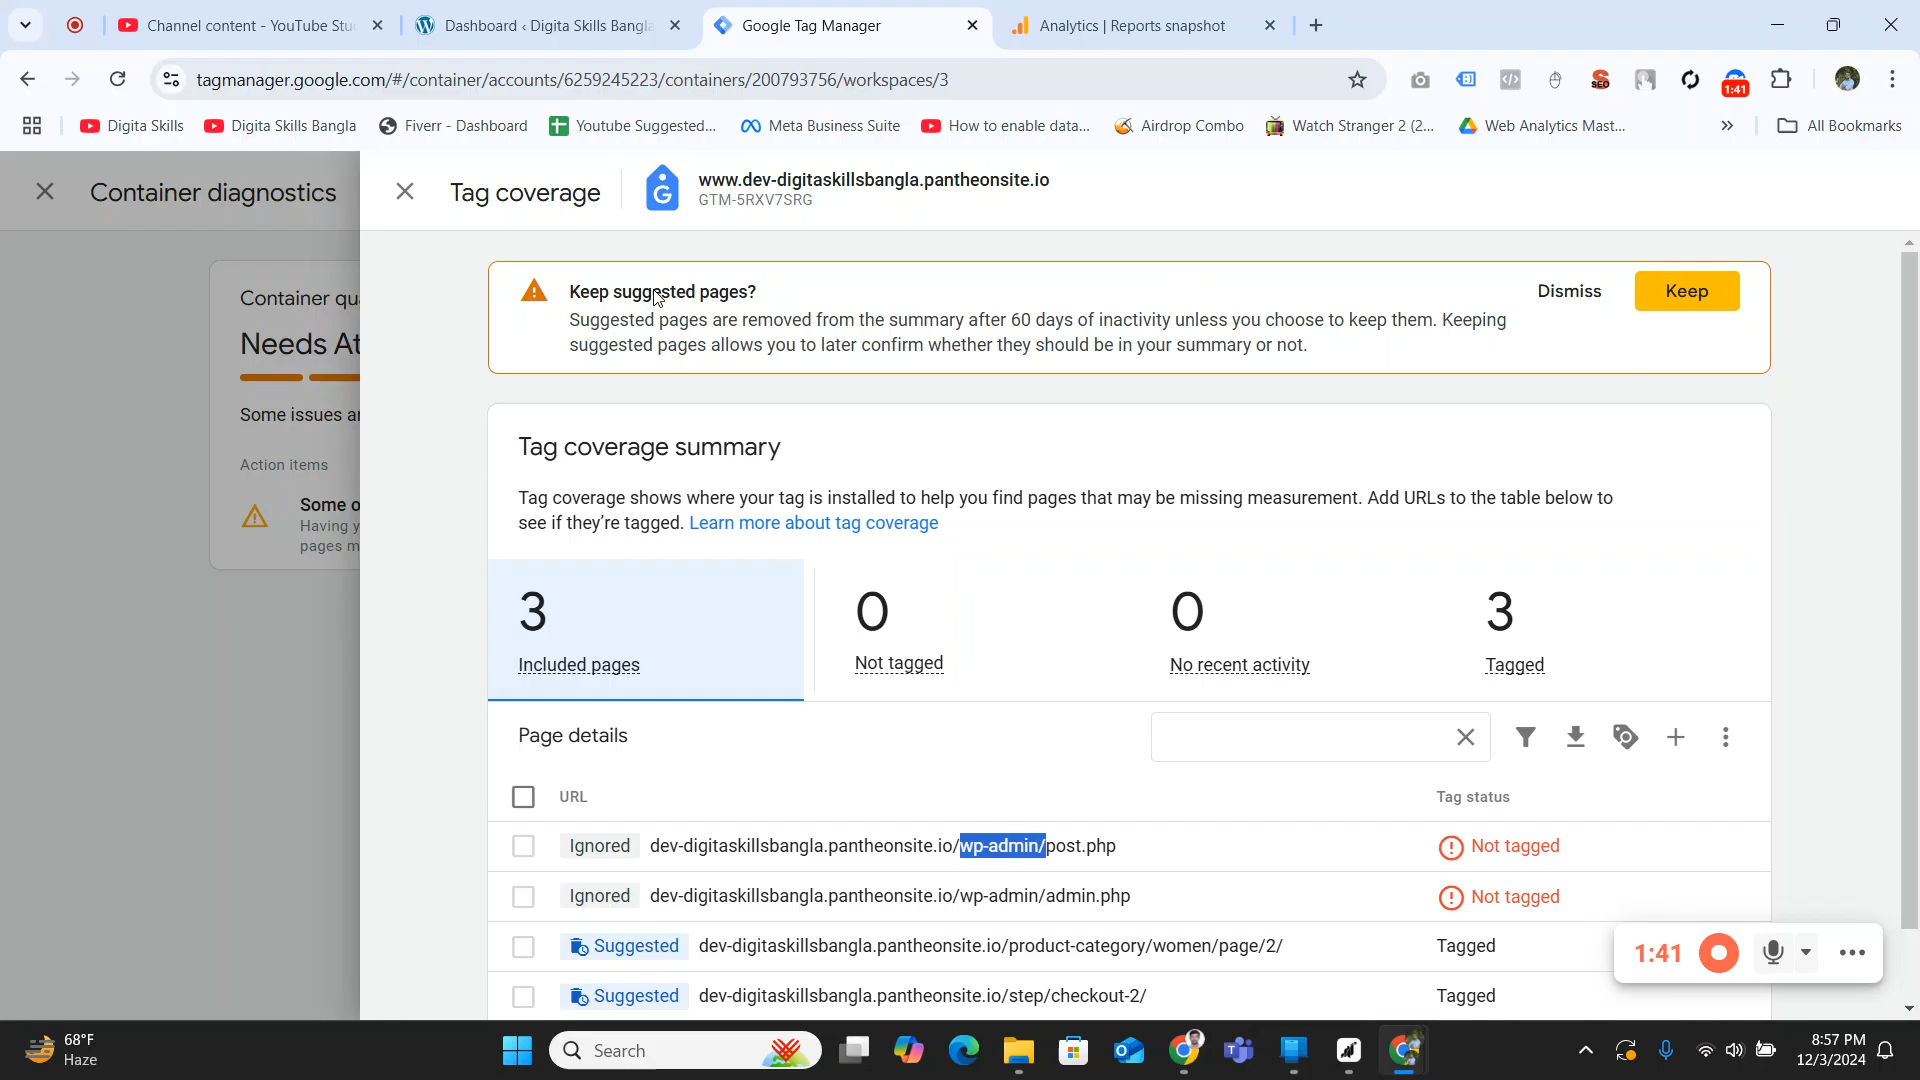 Channel content - YouTube Stu
Dashboard ‹ Digita Skills Bangla
Google Tag Manager
Analytics | Reports snapshot
tagmanager.google.com/#/container/accounts/6259245223/containers/200793756/workspaces/3
SEO
1:41
Digita Skills
Digita Skills Bangla
Fiverr - Dashboard
Youtube Suggested...
Meta Business Suite
How to enable data...
Airdrop Combo
Watch Stranger 2 (2...
Web Analytics Mast...
»
All Bookmarks
Container diagnostics
Tag coverage
www.dev-digitaskillsbangla.pantheonsite.io
GTM-5RXV7SRG
Container qu
Needs At
Some issues ar
Action items
Some o
Having y
pages m
Keep suggested pages?
Dismiss
Keep
Suggested pages are removed from the summary after 60 days of inactivity unless you choose to keep them. Keeping
suggested pages allows you to later confirm whether they should be in your summary or not.
Tag coverage summary
Tag coverage shows where your tag is installed to help you find pages that may be missing measurement. Add URLs to the table below to
see if they're tagged. Learn more about tag coverage
3
Included pages
0
Not tagged
0
No recent activity
3
Tagged
Page details
URL
Tag status
Ignored dev-digitaskillsbangla.pantheonsite.io/wp-admin/post.php
Not tagged
Ignored dev-digitaskillsbangla.pantheonsite.io/wp-admin/admin.php
Not tagged
Suggested dev-digitaskillsbangla.pantheonsite.io/product-category/women/page/2/
Tagged
Suggested dev-digitaskillsbangla.pantheonsite.io/step/checkout-2/
Tagged
1:41
68°F
Haze
Search
8:57 PM
12/3/2024